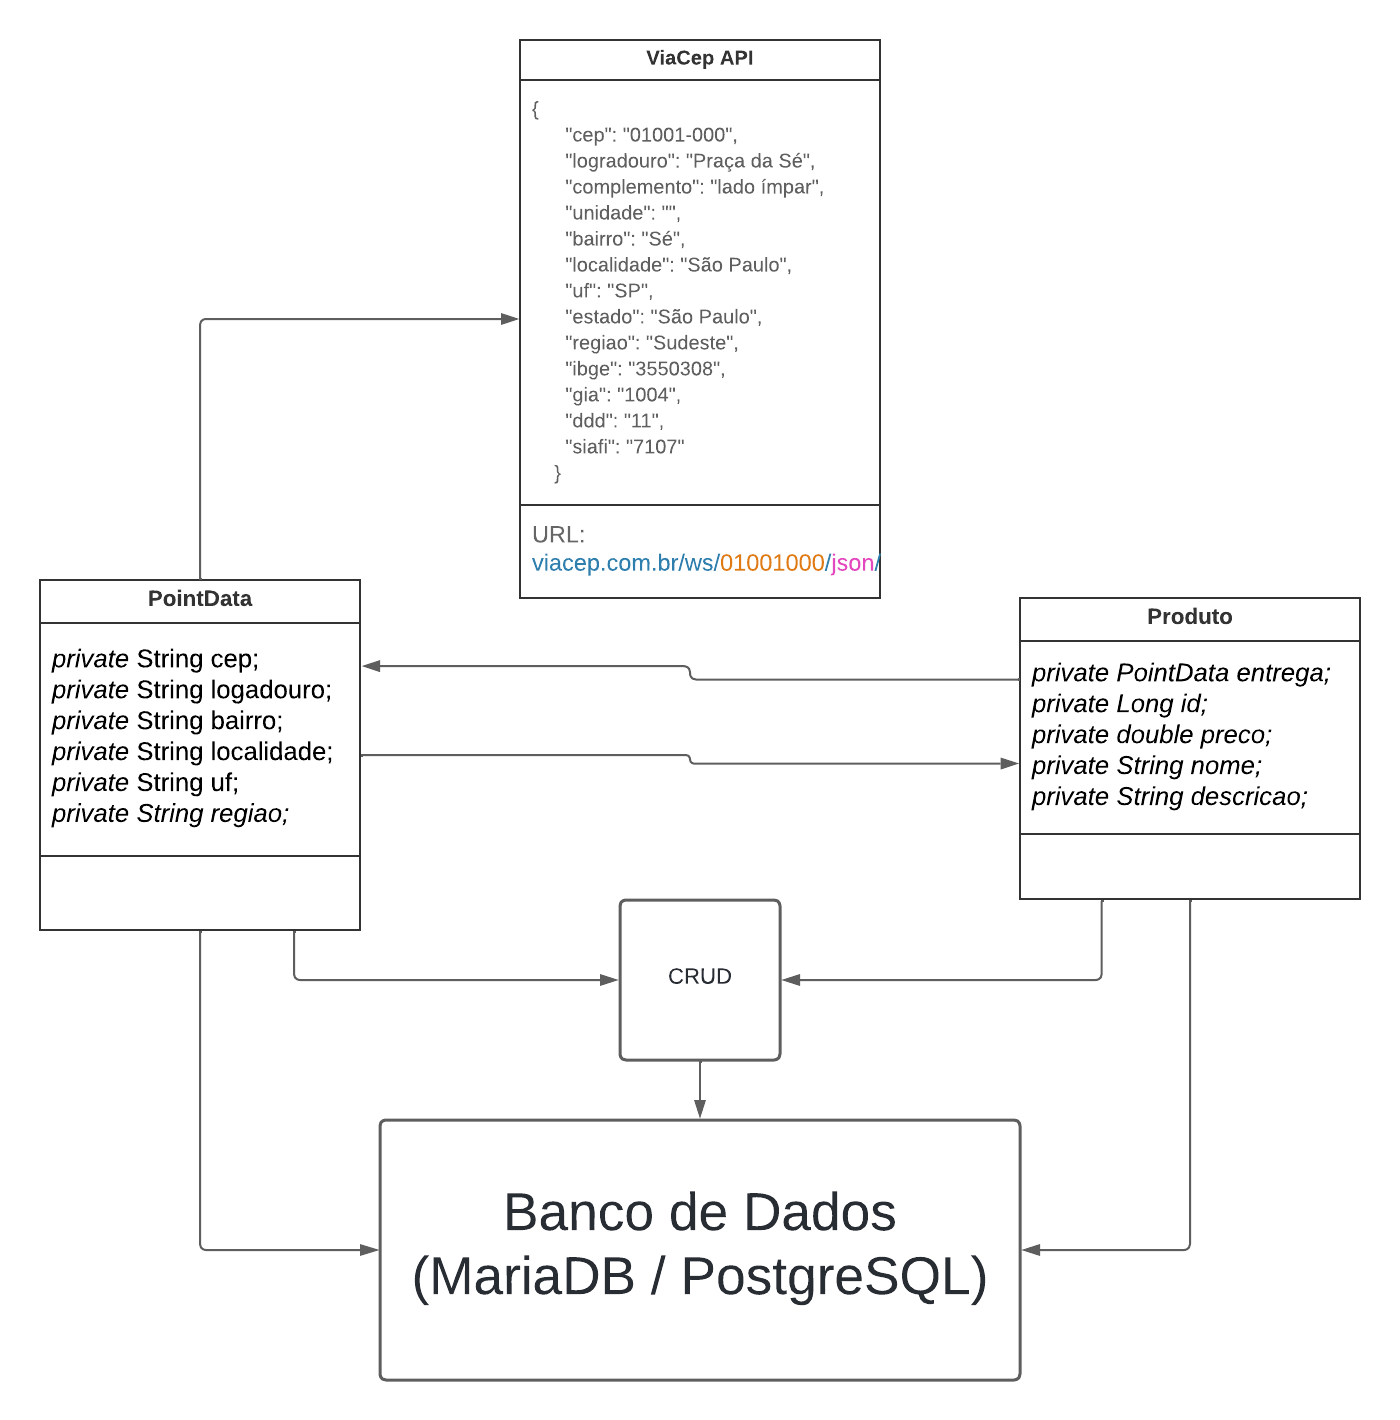 ViaCep API
{
"cep": "01001-000",
"logradouro": "Praça da Sé",
"complemento": "lado ímpar",
"unidade": "",
"bairro": "Sé",
"localidade": "São Paulo",
"uf": "SP",
"estado": "São Paulo",
"regiao": "Sudeste",
"ibge": "3550308",
"gia": "1004",
"ddd": "11",
"siafi": "7107"
}
URL:
viacep.com.br/ws/01001000/json/
PointData
private String cep;
private String logadouro;
private String bairro;
private String localidade;
private String uf;
private String regiao;
Produto
private PointData entrega;
private Long id;
private double preco;
private String nome;
private String descricao;
CRUD
Banco de Dados
(MariaDB / PostgreSQL)